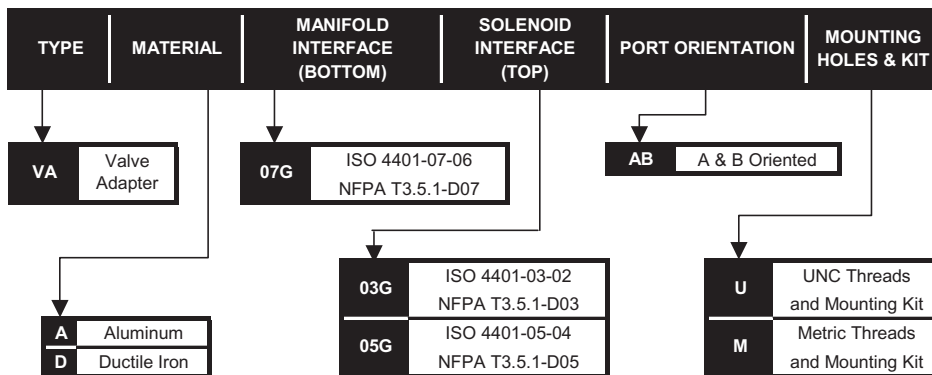 TYPE
MATERIAL
MANIFOLD
INTERFACE
(BOTTOM)
SOLENOID
INTERFACE
(TOP)
PORT ORIENTATION
MOUNTING
HOLES & KIT
VA
Valve
Adapter
07G
ISO 4401-07-06
NFPA T3.5.1-D07
AB
A & B Oriented
A
Aluminum
D
Ductile Iron
03G
ISO 4401-03-02
NFPA T3.5.1-D03
05G
ISO 4401-05-04
NFPA T3.5.1-D05
U
UNC Threads
and Mounting Kit
M
Metric Threads
and Mounting Kit